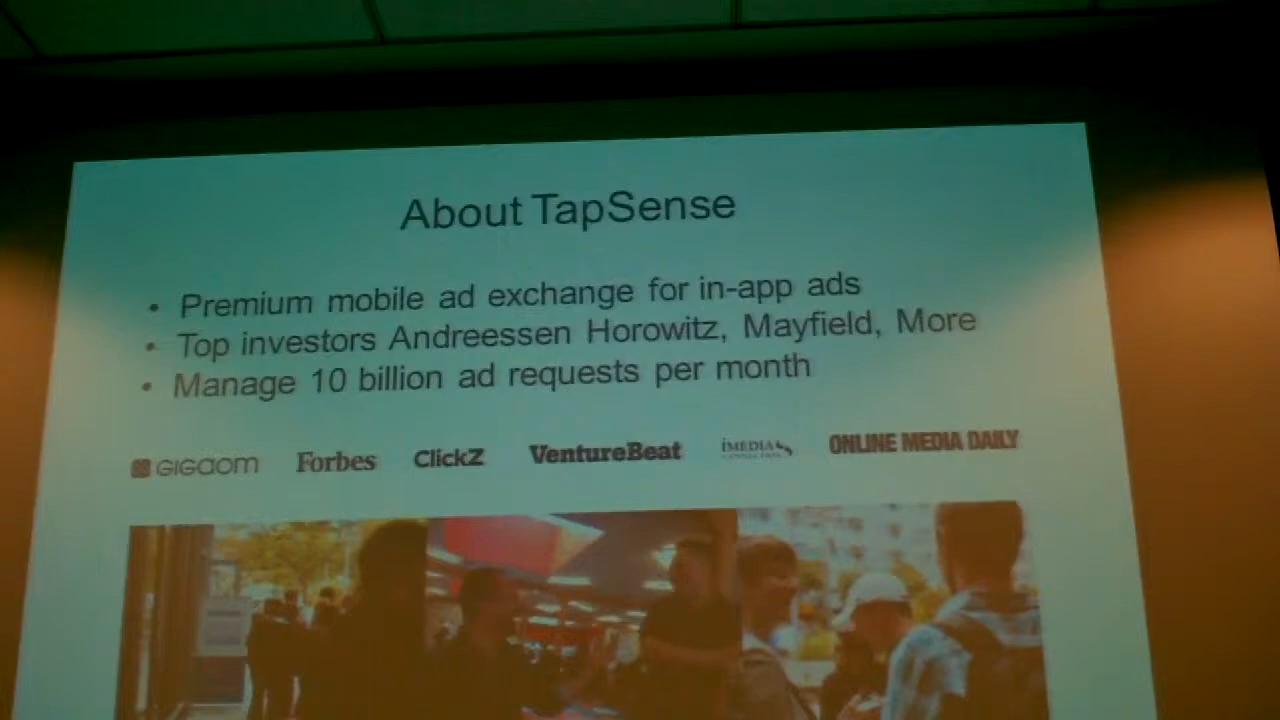 About TapSense
• Premium mobile ad exchange for in-app ads
• Top investors Andreessen Horowitz, Mayfield, More
• Manage 10 billion ad requests per month
GIGAOM Forbes ClickZ VentureBeat iMEDIA CONNECTION ONLINE MEDIA DAILY